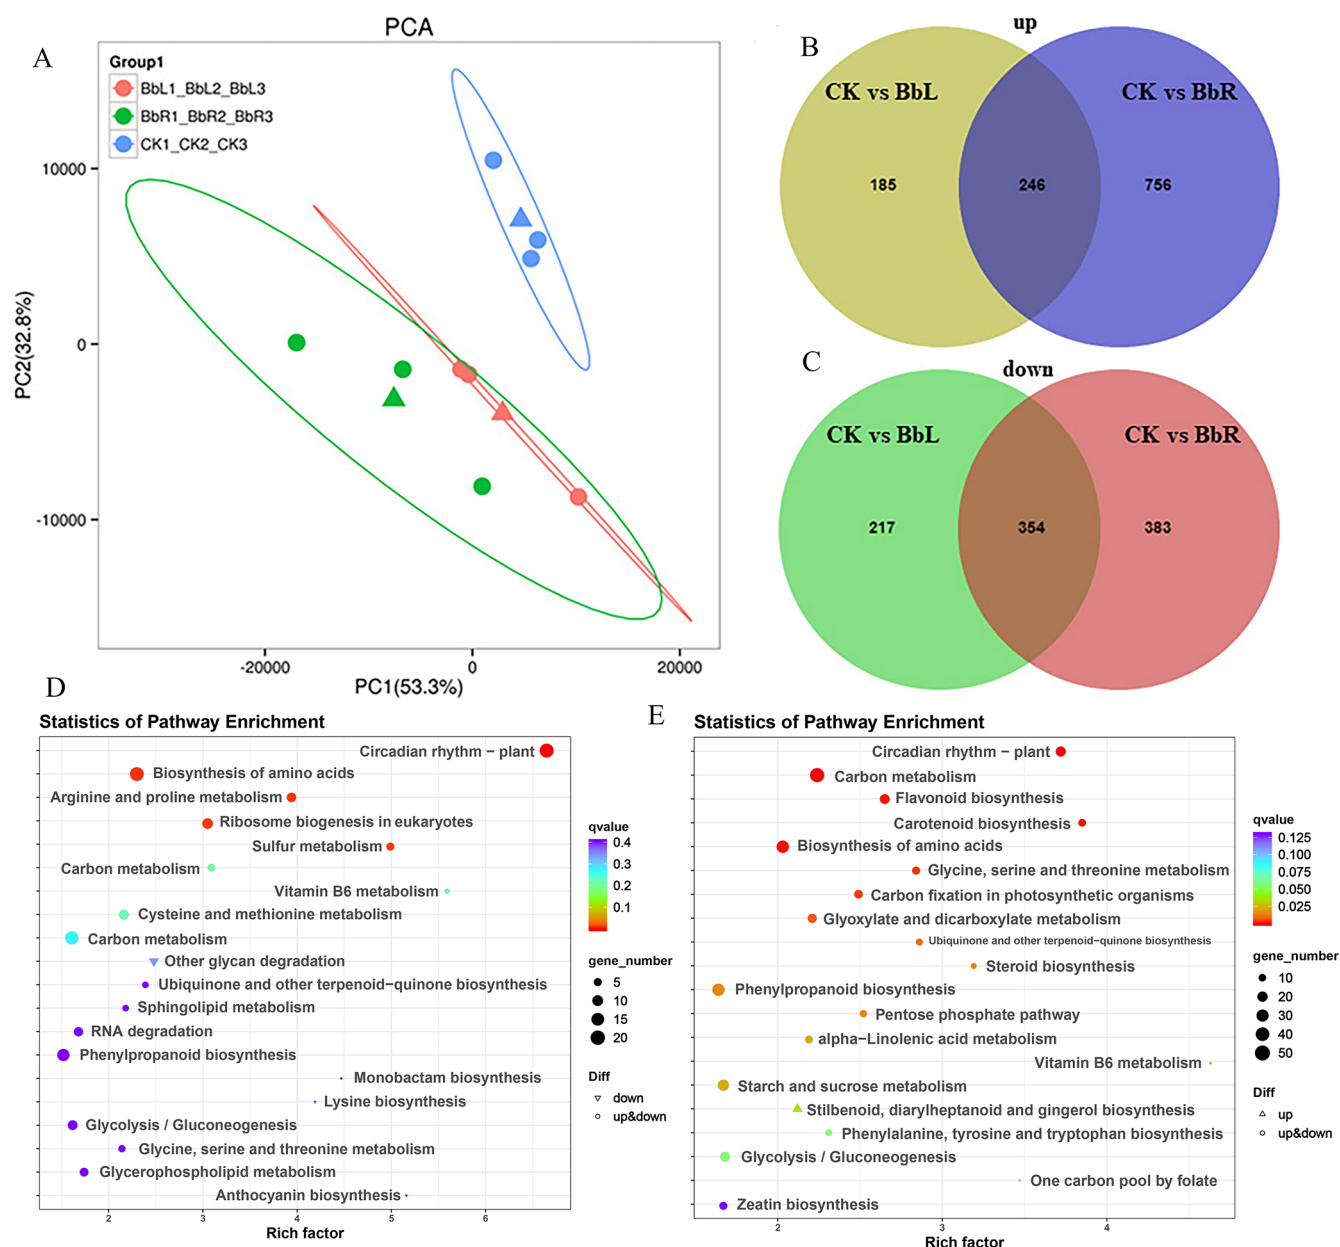 A
PCA
Group1
BbL1_BbL2_BbL3
BbR1_BbR2_BbR3
CK1_CK2_CK3
10000
0
-10000
PC2(32.8%)
-20000
0
20000
PC1(53.3%)
B
up
CK vs BbL
CK vs BbR
185
246
756
C
down
CK vs BbL
CK vs BbR
217
354
383
D
Statistics of Pathway Enrichment
Circadian rhythm − plant
Biosynthesis of amino acids
Arginine and proline metabolism
Ribosome biogenesis in eukaryotes
Sulfur metabolism
Carbon metabolism
Vitamin B6 metabolism
Cysteine and methionine metabolism
Carbon metabolism
Other glycan degradation
Ubiquinone and other terpenoid−quinone biosynthesis
Sphingolipid metabolism
RNA degradation
Phenylpropanoid biosynthesis
Monobactam biosynthesis
Lysine biosynthesis
Glycolysis / Gluconeogenesis
Glycine, serine and threonine metabolism
Glycerophospholipid metabolism
Anthocyanin biosynthesis
2
3
4
5
6
Rich factor
qvalue
0.4
0.3
0.2
0.1
gene_number
5
10
15
20
Diff
down
up&down
E
Statistics of Pathway Enrichment
Circadian rhythm − plant
Carbon metabolism
Flavonoid biosynthesis
Carotenoid biosynthesis
Biosynthesis of amino acids
Glycine, serine and threonine metabolism
Carbon fixation in photosynthetic organisms
Glyoxylate and dicarboxylate metabolism
Ubiquinone and other terpenoid−quinone biosynthesis
Steroid biosynthesis
Phenylpropanoid biosynthesis
Pentose phosphate pathway
alpha−Linolenic acid metabolism
Vitamin B6 metabolism
Starch and sucrose metabolism
Stilbenoid, diarylheptanoid and gingerol biosynthesis
Phenylalanine, tyrosine and tryptophan biosynthesis
Glycolysis / Gluconeogenesis
One carbon pool by folate
Zeatin biosynthesis
2
3
4
Rich factor
qvalue
0.125
0.100
0.075
0.050
0.025
gene_number
10
20
30
40
50
Diff
up
up&down